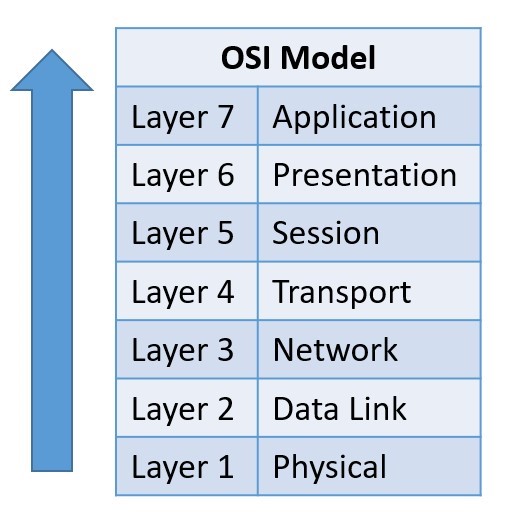 OSI Model
Layer 7 Application
Layer 6 Presentation
Layer 5 Session
Layer 4 Transport
Layer 3 Network
Layer 2 Data Link
Layer 1 Physical